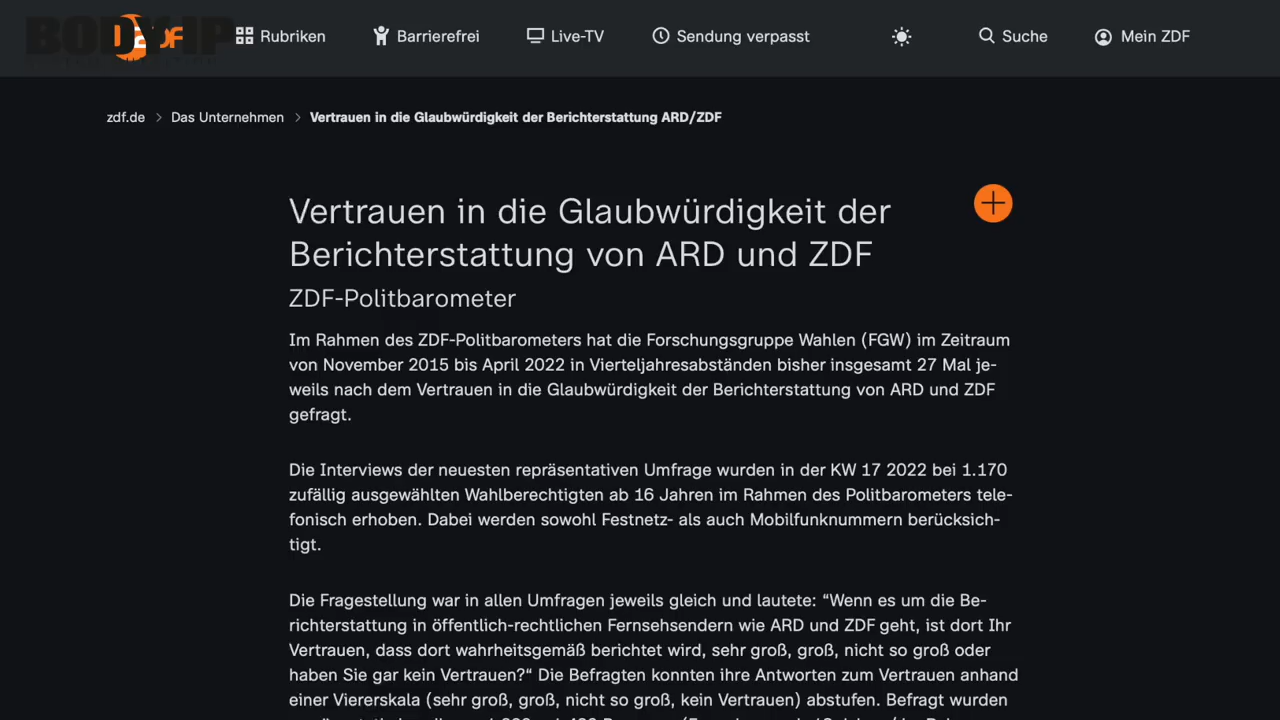 BODYIP
ZDF
Rubriken
Barrierefrei
Live-TV
Sendung verpasst
Suche
Mein ZDF
zdf.de
Das Unternehmen
Vertrauen in die Glaubwürdigkeit der Berichterstattung ARD/ZDF
Vertrauen in die Glaubwürdigkeit der
Berichterstattung von ARD und ZDF
ZDF-Politbarometer
Im Rahmen des ZDF-Politbarometers hat die Forschungsgruppe Wahlen (FGW) im Zeitraum
von November 2015 bis April 2022 in Vierteljahresabständen bisher insgesamt 27 Mal je-
weils nach dem Vertrauen in die Glaubwürdigkeit der Berichterstattung von ARD und ZDF
gefragt.
Die Interviews der neuesten repräsentativen Umfrage wurden in der KW 17 2022 bei 1.170
zufällig ausgewählten Wahlberechtigten ab 16 Jahren im Rahmen des Politbarometers tele-
fonisch erhoben. Dabei werden sowohl Festnetz- als auch Mobilfunknummern berücksich-
tigt.
Die Fragestellung war in allen Umfragen jeweils gleich und lautete: “Wenn es um die Be-
richterstattung in öffentlich-rechtlichen Fernsehsendern wie ARD und ZDF geht, ist dort Ihr
Vertrauen, dass dort wahrheitsgemäß berichtet wird, sehr groß, groß, nicht so groß oder
haben Sie gar kein Vertrauen?“ Die Befragten konnten ihre Antworten zum Vertrauen anhand
einer Viererskala (sehr groß, groß, nicht so groß, kein Vertrauen) abstufen. Befragt wurden